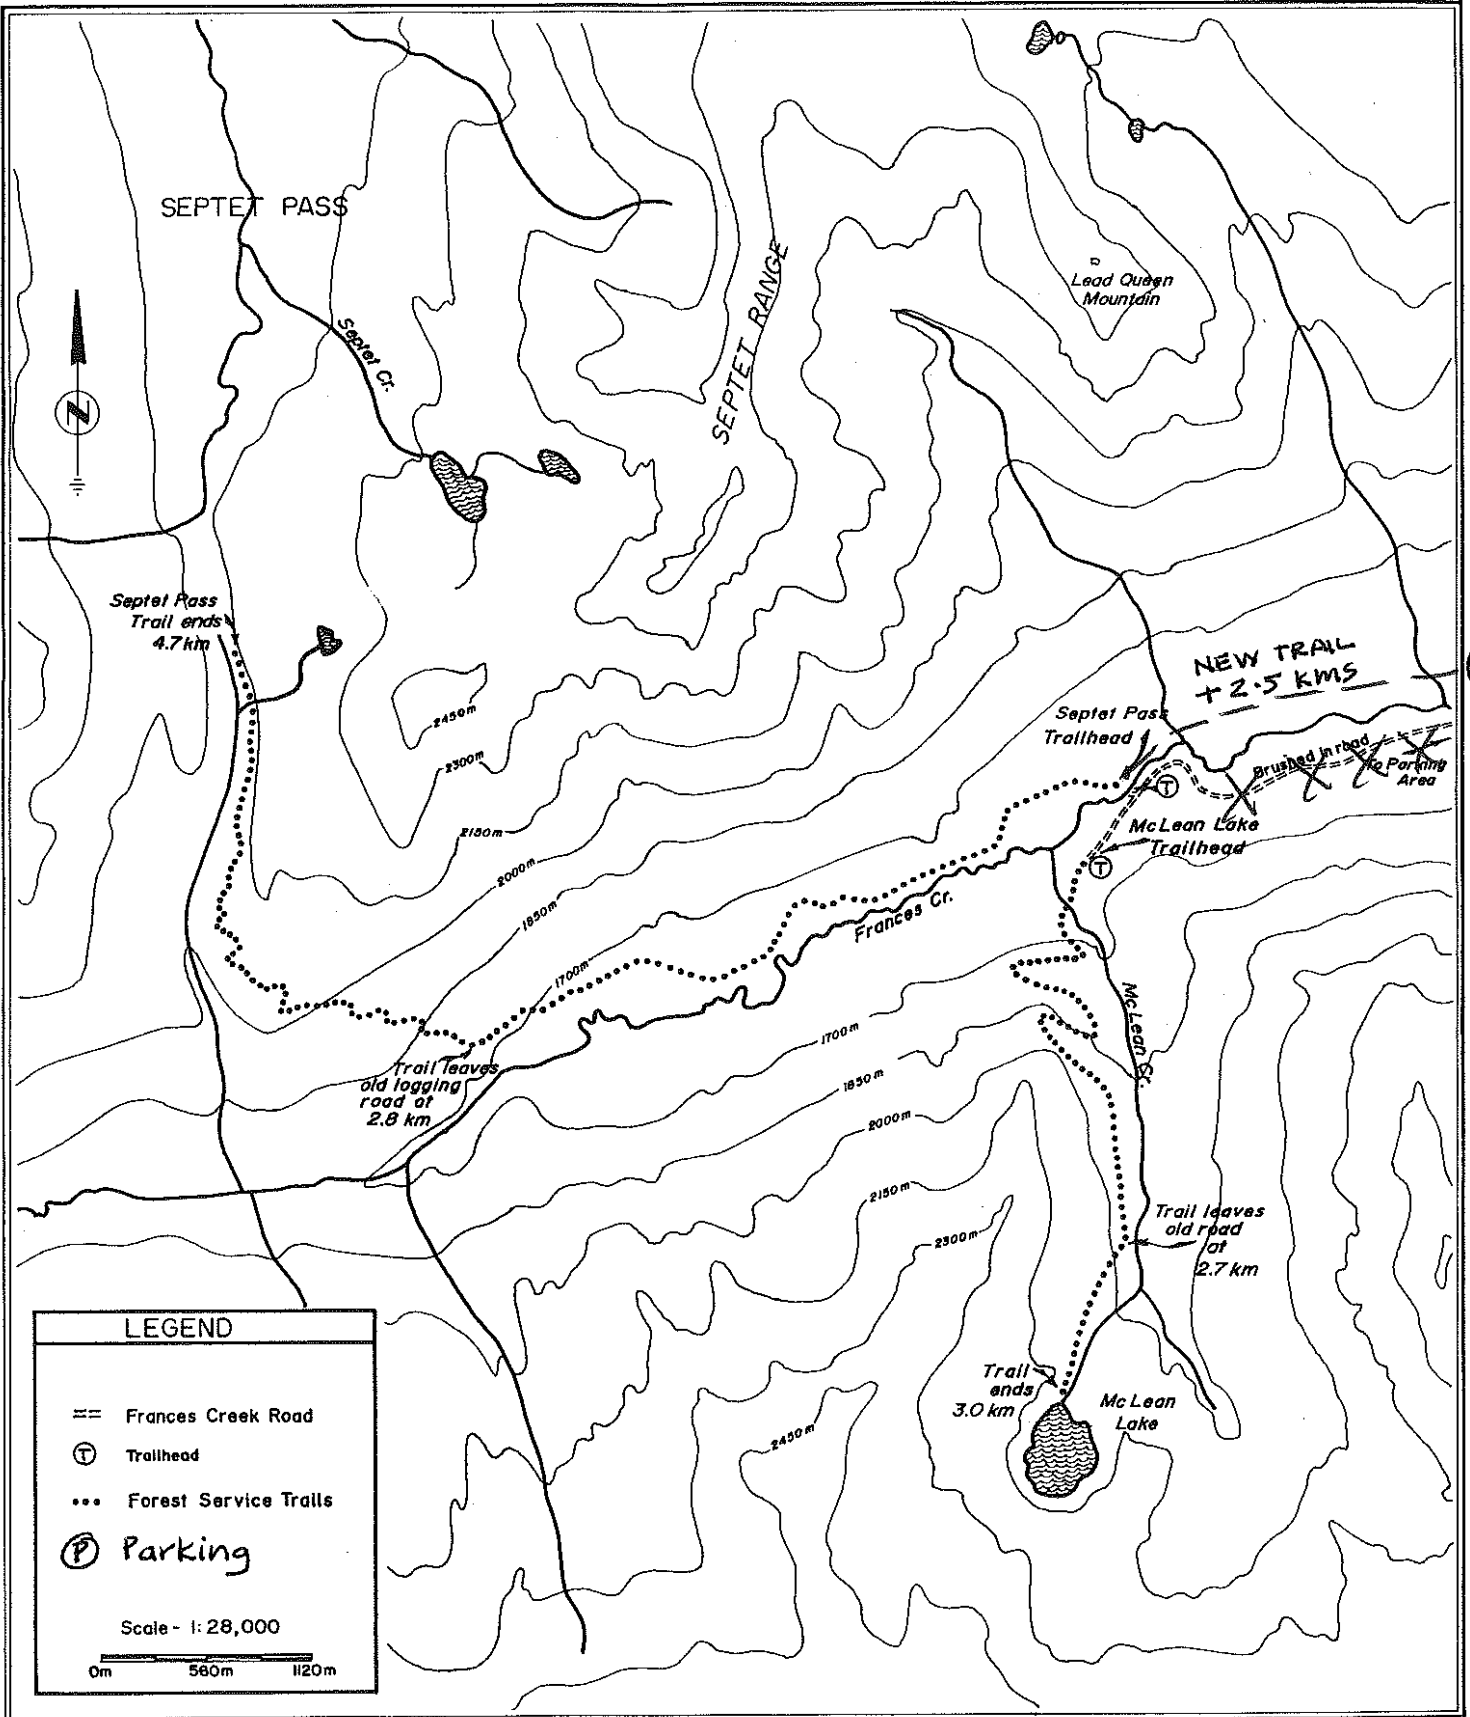 SEPTET PASS
Lead Queen
Mountain
SEPTET RANGE
Septet Cr.
N
Septet Pass
Trail ends
4.7 km
NEW TRAIL
+ 2.5 KMS
2450m
2300m
2150m
2000m
1850m
1700m
Septet Pass
Trailhead
Brushed in road
To Parking
Area
T
McLean Lake
Trailhead
T
Frances Cr.
McLean Cr.
Trail leaves
old logging
road at
2.8 km
1700m
1850m
2000m
2150m
2300m
2450m
Trail leaves
old road
at
2.7 km
Trail
ends
3.0 km
McLean
Lake
LEGEND
== Frances Creek Road
T Trailhead
••• Forest Service Trails
P Parking
Scale - 1:28,000
0m 560m 1120m